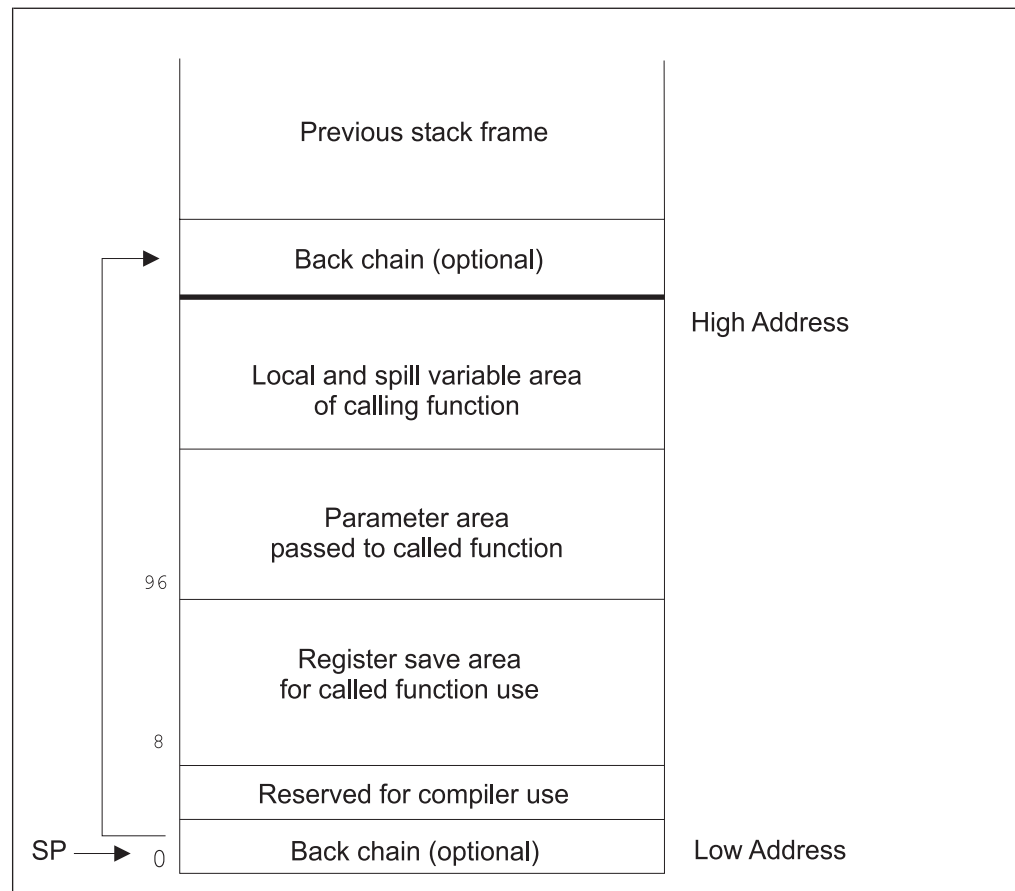 Previous stack frame
Back chain (optional)
High Address
Local and spill variable area
of calling function
Parameter area
passed to called function
96
Register save area
for called function use
8
Reserved for compiler use
SP
0
Back chain (optional)
Low Address